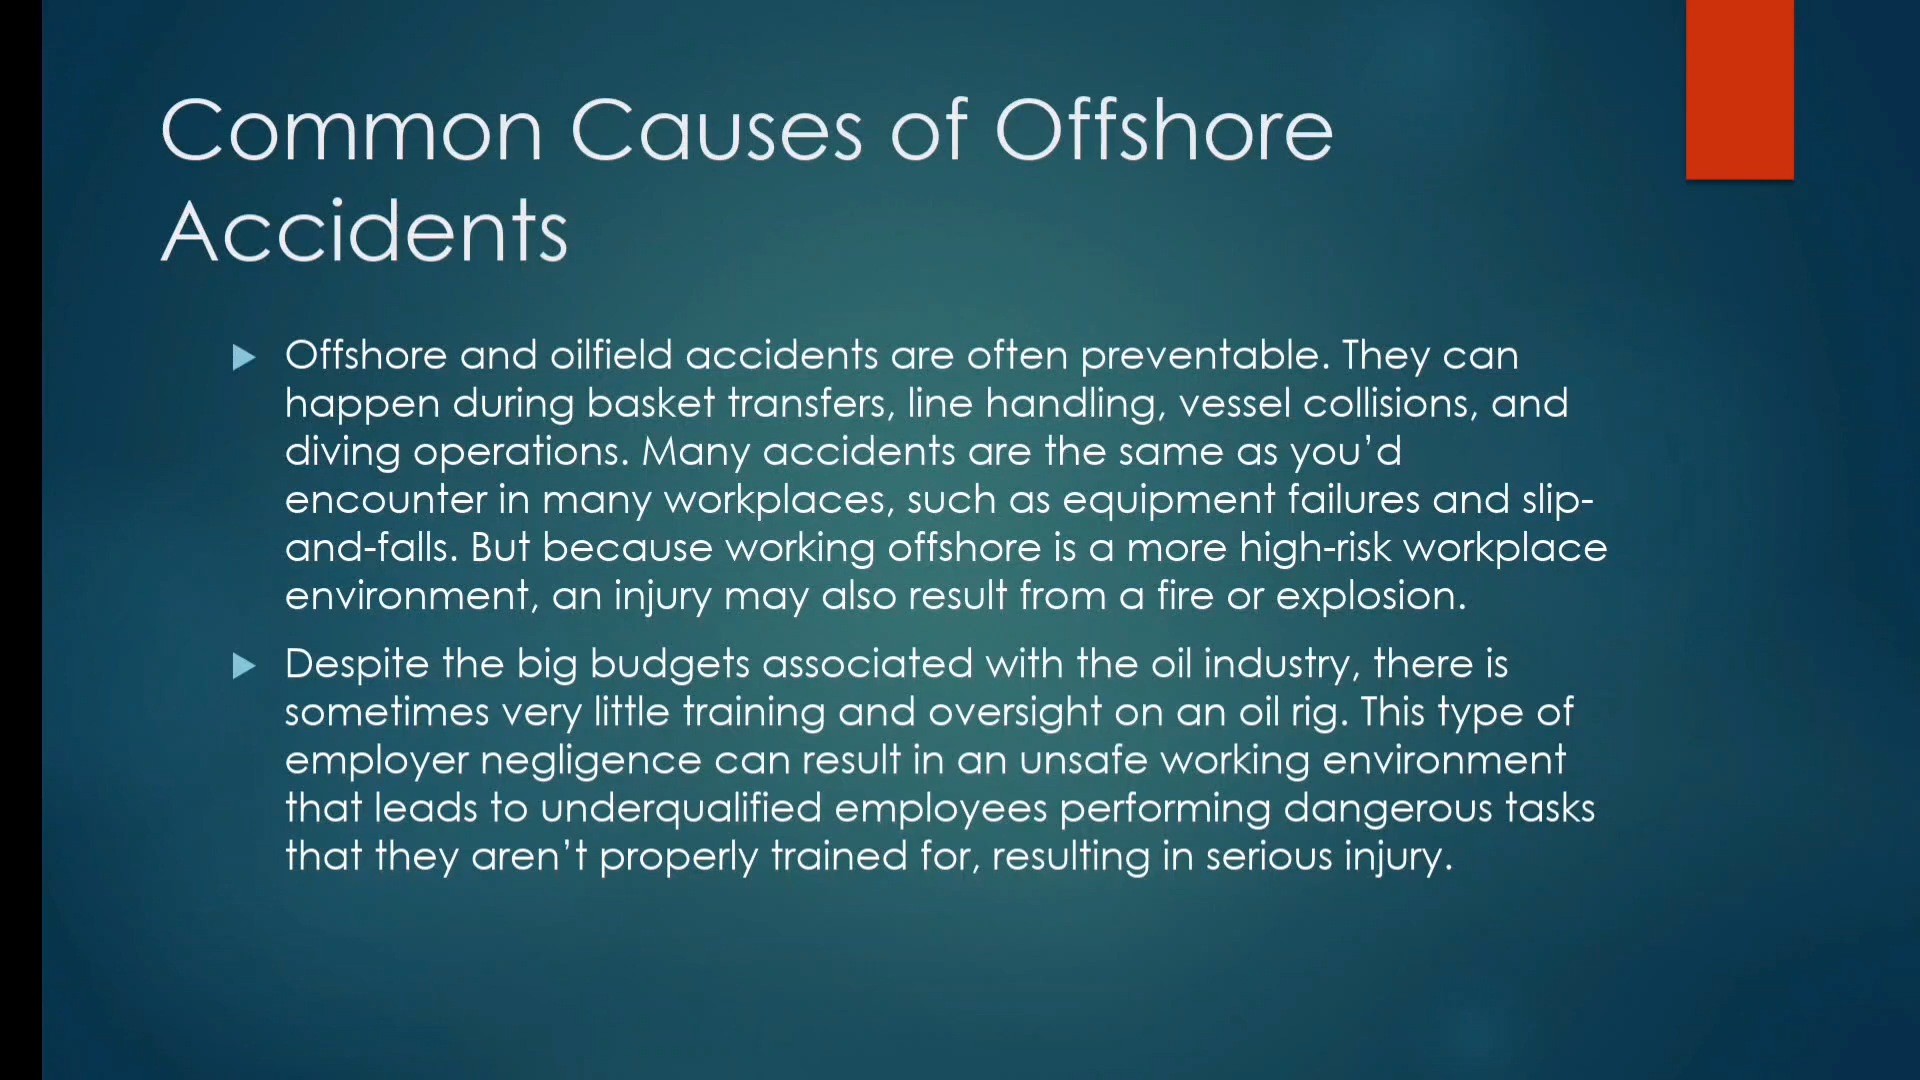 Common Causes of Offshore
Accidents
Offshore and oilfield accidents are often preventable. They can
happen during basket transfers, line handling, vessel collisions, and
diving operations. Many accidents are the same as you’d
encounter in many workplaces, such as equipment failures and slip-
and-falls. But because working offshore is a more high-risk workplace
environment, an injury may also result from a fire or explosion.
Despite the big budgets associated with the oil industry, there is
sometimes very little training and oversight on an oil rig. This type of
employer negligence can result in an unsafe working environment
that leads to underqualified employees performing dangerous tasks
that they aren’t properly trained for, resulting in serious injury.